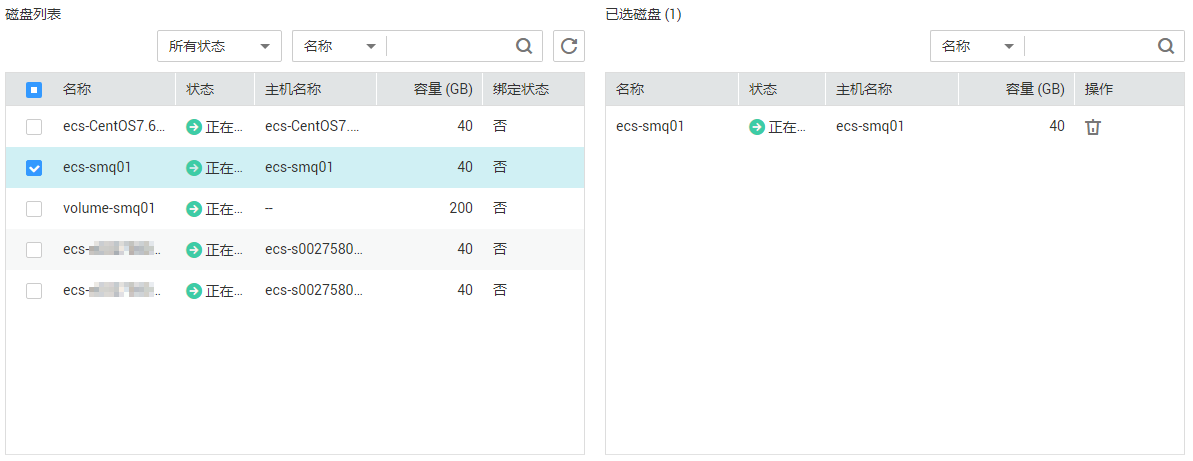 磁盘列表
所有状态 名称
名称 状态 主机名称 容量 (GB) 绑定状态
ecs-CentOS7.6... 正在... ecs-CentOS7.... 40 否
ecs-smq01 正在... ecs-smq01 40 否
volume-smq01 正在... -- 200 否
ecs- .. 正在... ecs-s0027580... 40 否
ecs- .. 正在... ecs-s0027580... 40 否
已选磁盘 (1)
名称
名称 状态 主机名称 容量 (GB) 操作
ecs-smq01 正在... ecs-smq01 40